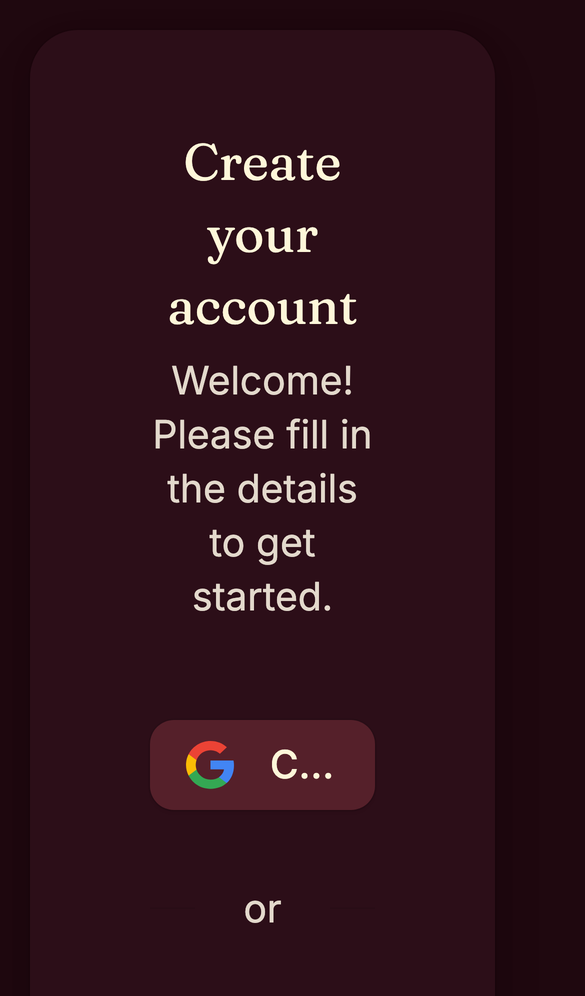 Create
your
account
Welcome!
Please fill in
the details
to get
started.
C...
or